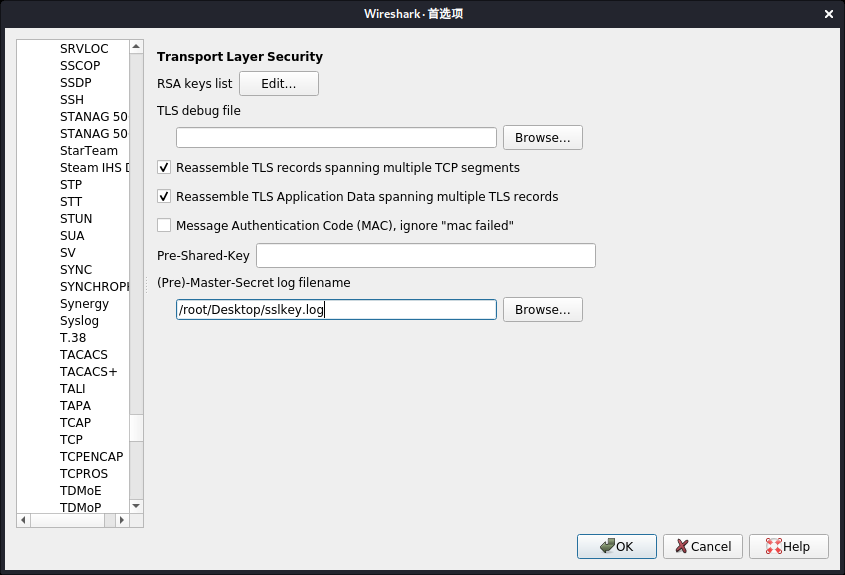 Wireshark · 首选项
SRVLOC
SSCOP
SSDP
SSH
STANAG 50
STANAG 50
StarTeam
Steam IHS D
STP
STT
STUN
SUA
SV
SYNC
SYNCHROPH
Synergy
Syslog
T.38
TACACS
TACACS+
TALI
TAPA
TCAP
TCP
TCPENCAP
TCPROS
TDMoE
TDMoP
Transport Layer Security
RSA keys list Edit…
TLS debug file
Browse…
Reassemble TLS records spanning multiple TCP segments
Reassemble TLS Application Data spanning multiple TLS records
Message Authentication Code (MAC), ignore "mac failed"
Pre-Shared-Key
(Pre)-Master-Secret log filename
/root/Desktop/sslkey.log Browse…
OK Cancel Help